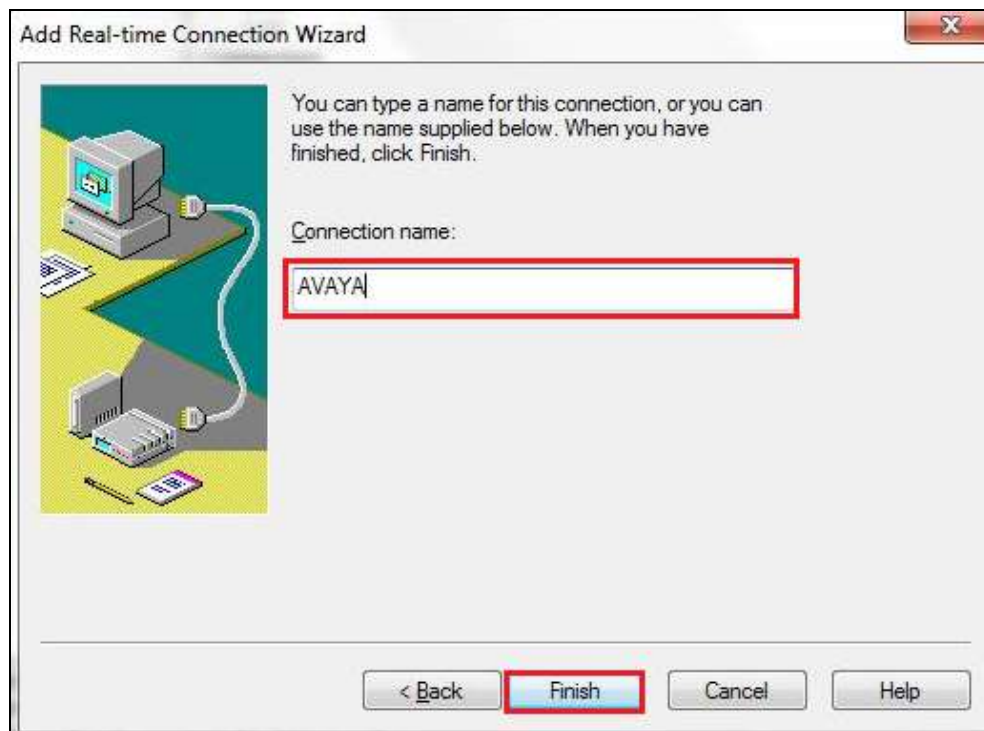 Add Real-time Connection Wizard
You can type a name for this connection, or you can
use the name supplied below. When you have
finished, click Finish.
Connection name:
AVAYA
< Back Finish Cancel Help